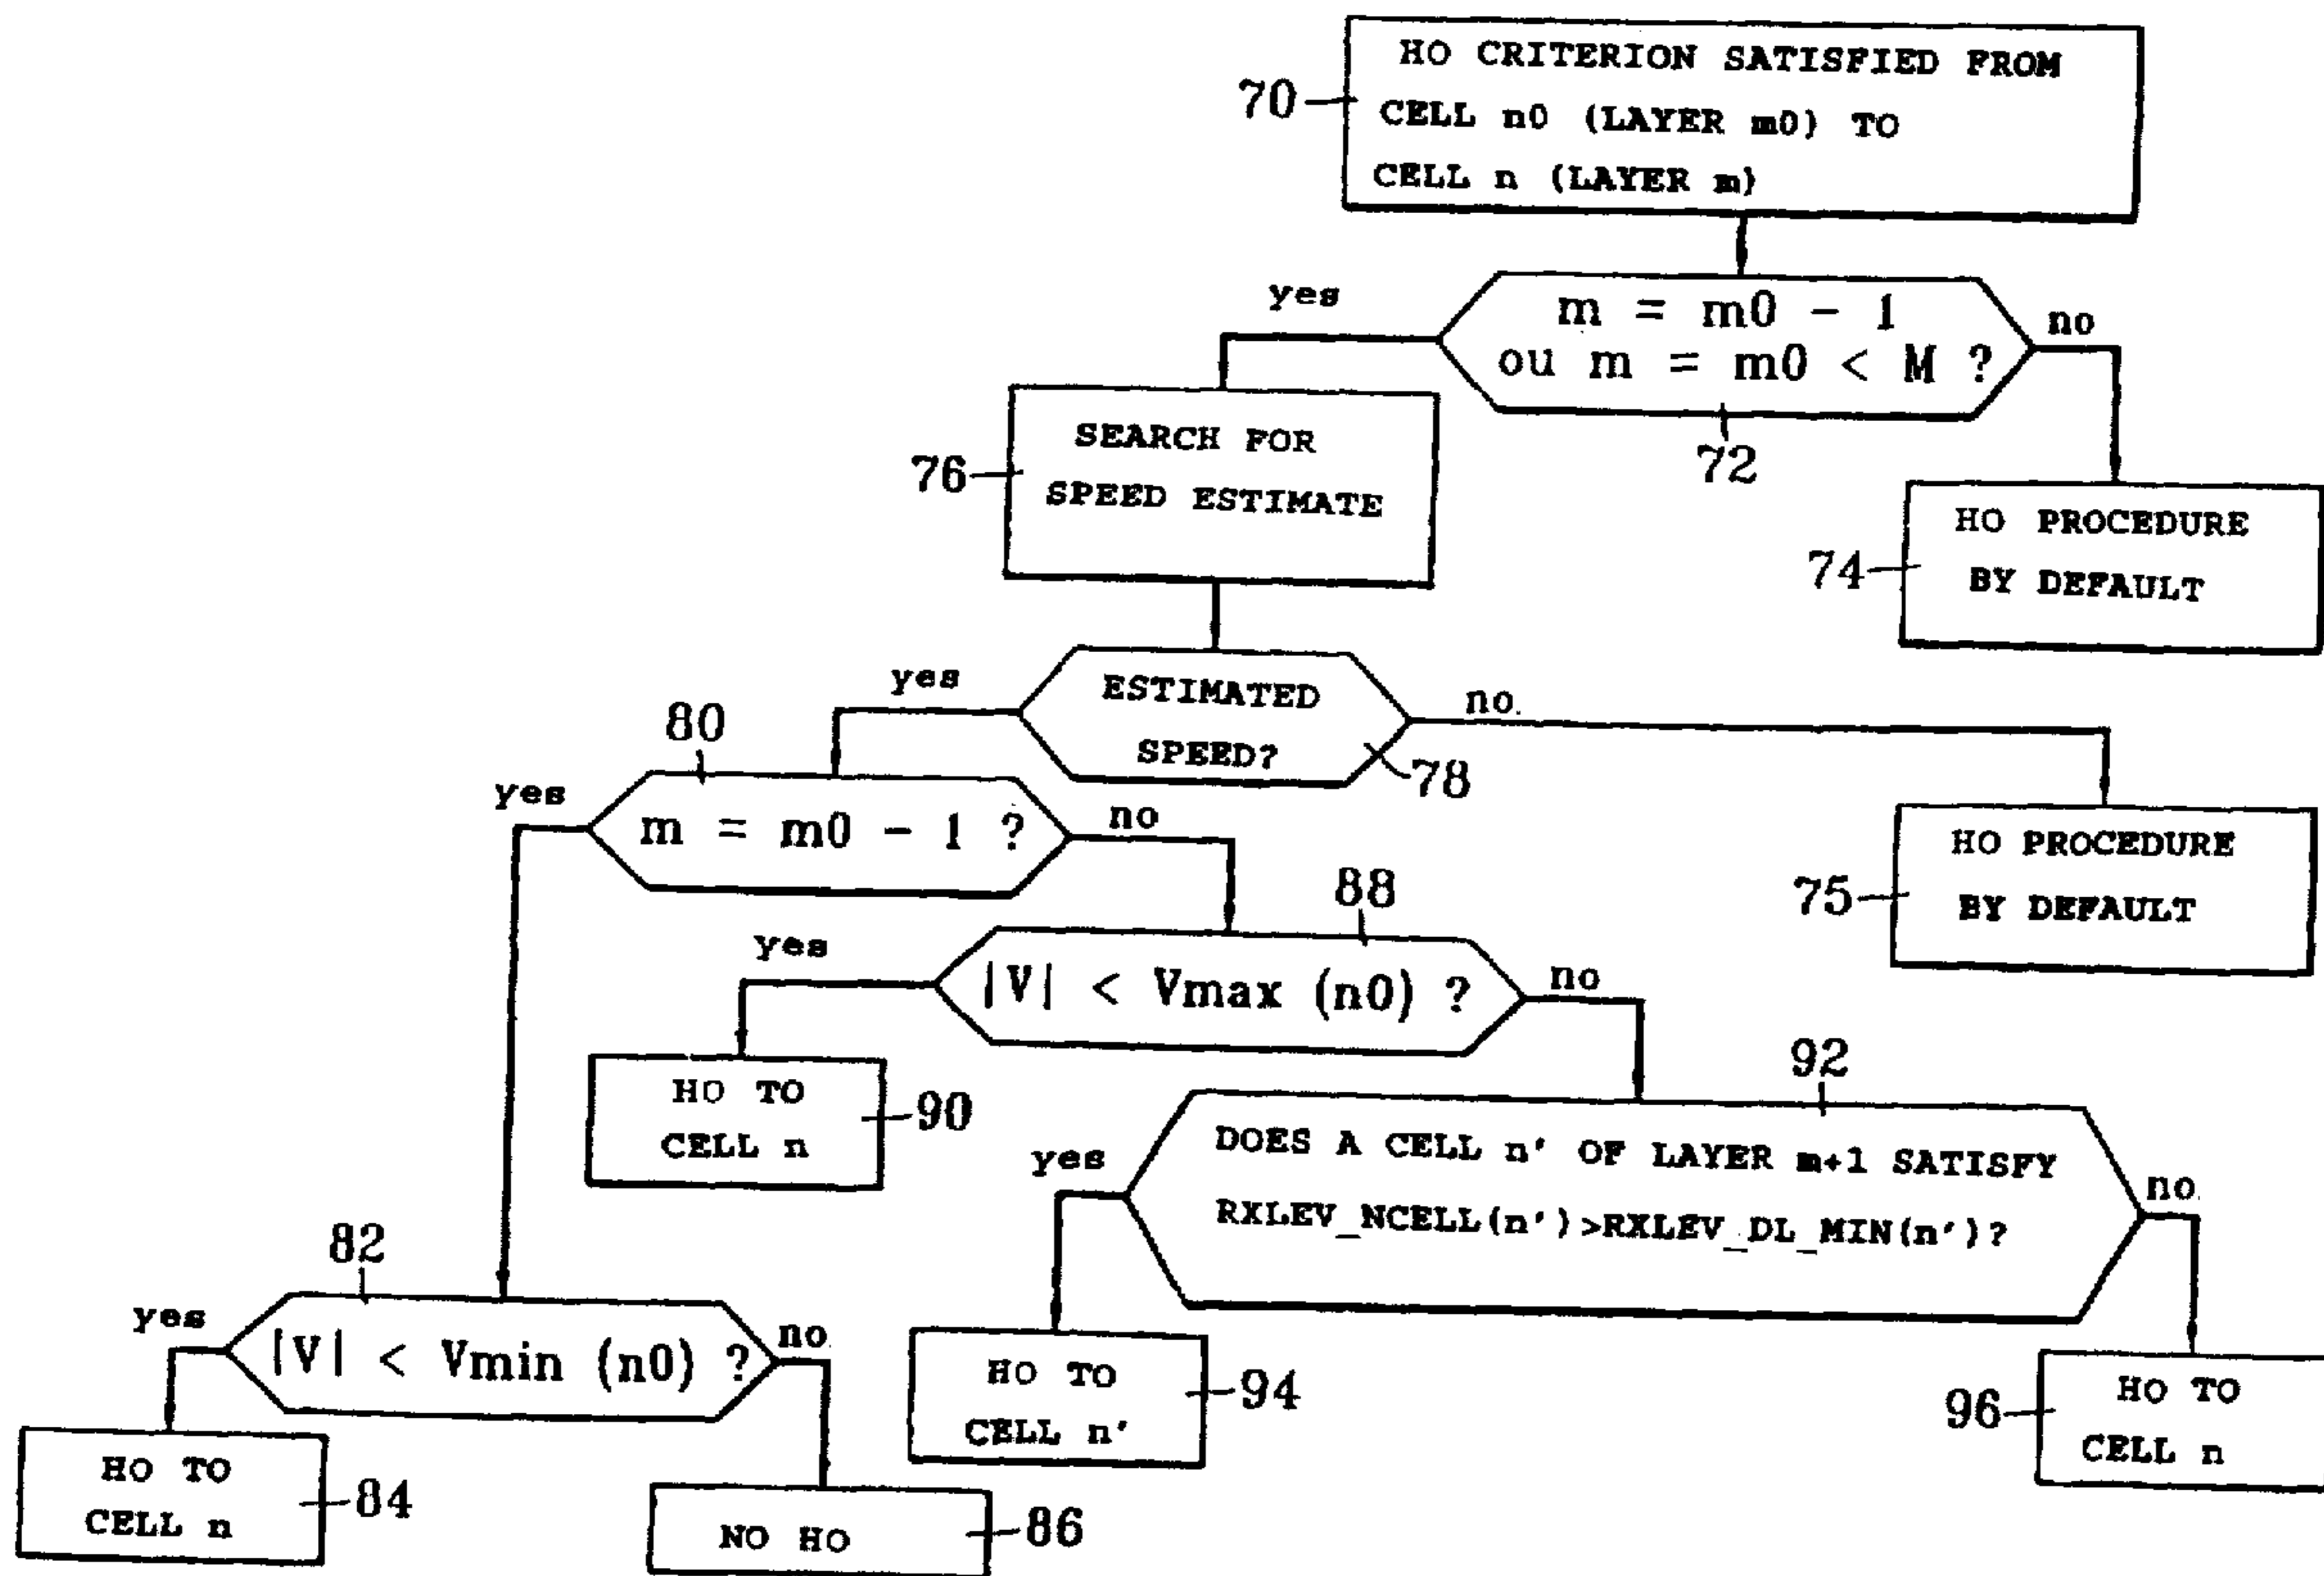 HO CRITERION SATISFIED FROM
70
CELL n0 (LAYER m0) TO
CELL n (LAYER m)
yes
m = m0 - 1
no
ou m = m0 < M ?
72
76
SEARCH FOR
SPEED ESTIMATE
74
HO PROCEDURE
BY DEFAULT
yes
ESTIMATED
SPEED?
no.
78
80
yes
m = m0 - 1 ?
no
75
HO PROCEDURE
BY DEFAULT
88
yes
|V| < Vmax (n0) ?
no
HO TO
CELL n
90
92
yes
DOES A CELL n' OF LAYER m+1 SATISFY
RXLEV_NCELL(n')>RXLEV_DL_MIN(n')?
no
82
yes
|V| < Vmin (n0) ?
no
HO TO
CELL n'
94
96
HO TO
CELL n
HO TO
CELL n
84
NO HO
86